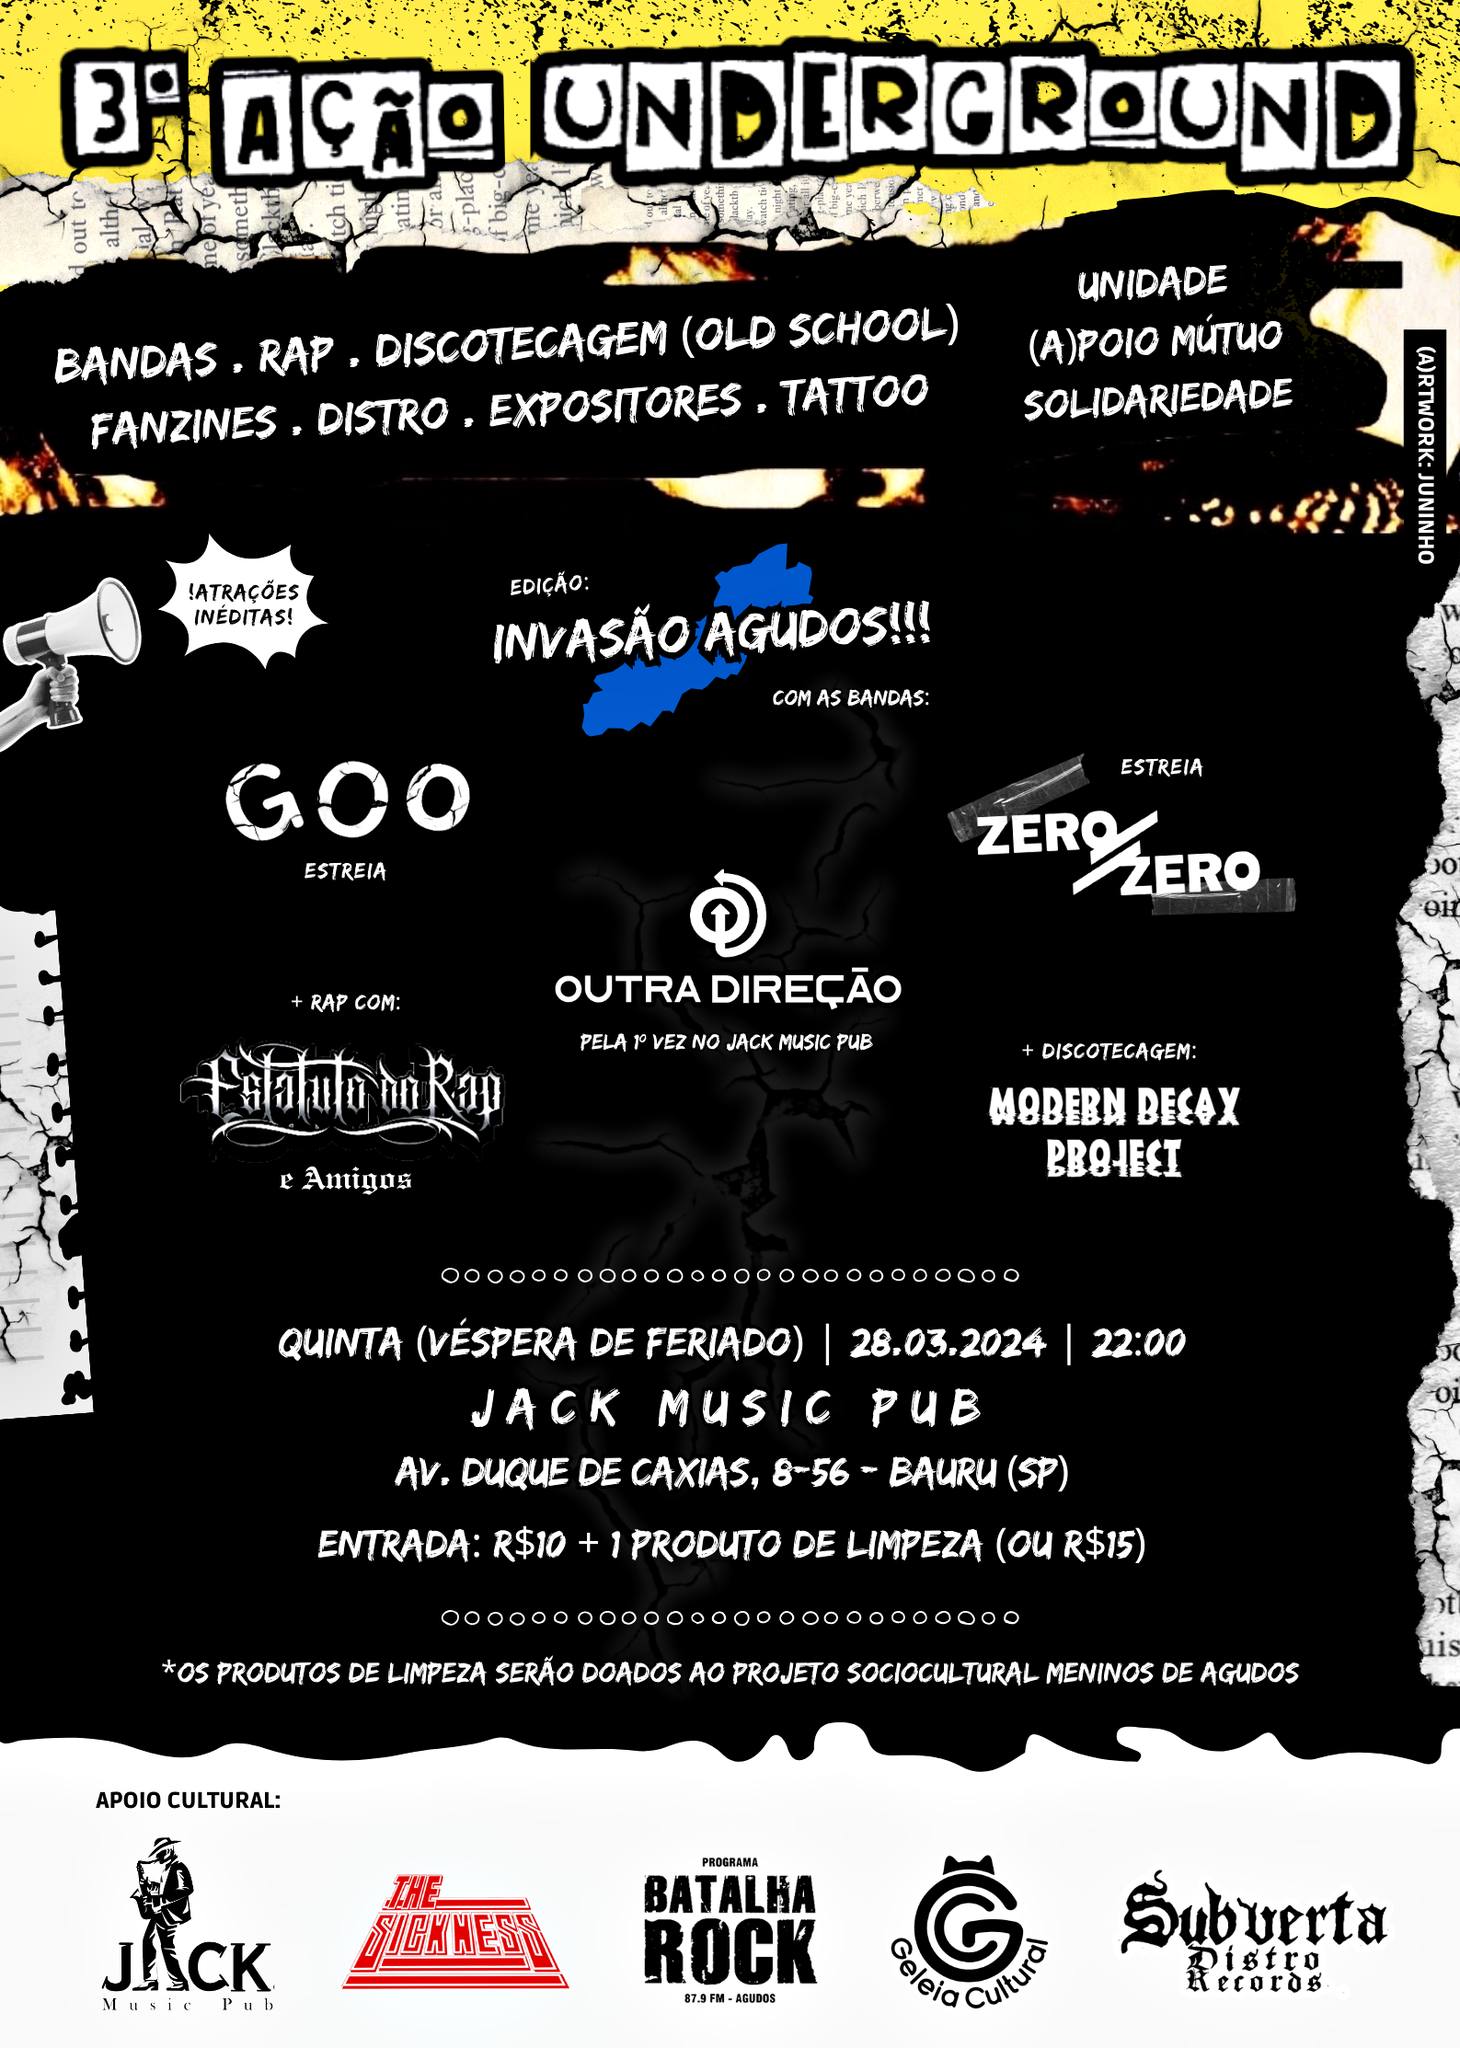 3ª AÇÃO UNDERGROUND
BANDAS . RAP . DISCOTECAGEM (OLD SCHOOL)
FANZINES . DISTRO . EXPOSITORES . TATTOO
UNIDADE
(A)POIO MÚTUO
SOLIDARIEDADE
(A)RTWORK: JUNINHO
!ATRAÇÕES
INÉDITAS!
EDIÇÃO:
INVASÃO AGUDOS!!!
COM AS BANDAS:
GOO
ESTREIA
ESTREIA
ZERO/
ZERO
OUTRA DIREÇÃO
PELA 1º VEZ NO JACK MUSIC PUB
+ RAP COM:
Estatuto do Rap
e Amigos
+ DISCOTECAGEM:
MODERN DECAY
PROJECT
QUINTA (VÉSPERA DE FERIADO) | 28.03.2024 | 22:00
JACK MUSIC PUB
AV. DUQUE DE CAXIAS, 8-56 - BAURU (SP)
ENTRADA: R$10 + 1 PRODUTO DE LIMPEZA (OU R$15)
*OS PRODUTOS DE LIMPEZA SERÃO DOADOS AO PROJETO SOCIOCULTURAL MENINOS DE AGUDOS
APOIO CULTURAL:
JACK
Music Pub
THE
SICKNESS
PROGRAMA
BATALHA
ROCK
87.9 FM - AGUDOS
Geleia Cultural
Subverta
Distro
Records